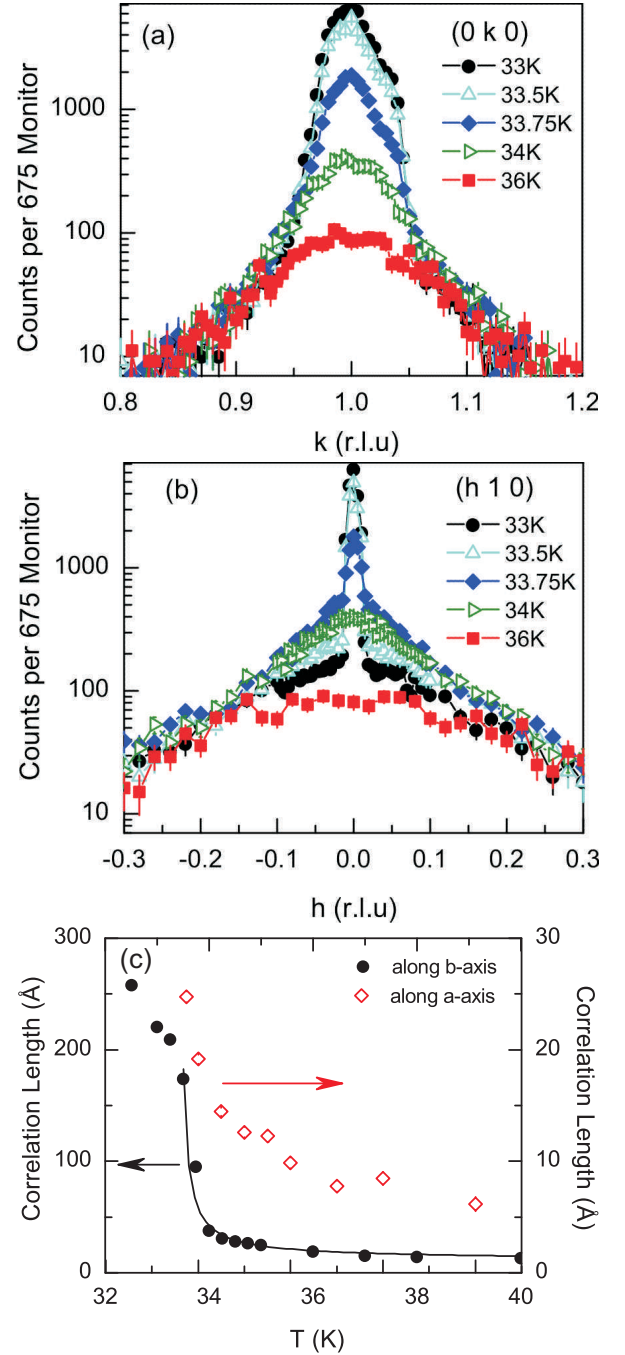 (a)
(0 k 0)
33K
33.5K
33.75K
34K
36K
1000
100
10
Counts per 675 Monitor
0.8 0.9 1.0 1.1 1.2
k (r.l.u)
(b)
(h 1 0)
33K
33.5K
33.75K
34K
36K
1000
100
10
Counts per 675 Monitor
-0.3 -0.2 -0.1 0.0 0.1 0.2 0.3
h (r.l.u)
(c)
along b-axis
along a-axis
300
200
100
0
Correlation Length (Å)
30
20
10
0
Correlation Length (Å)
32 34 36 38 40
T (K)